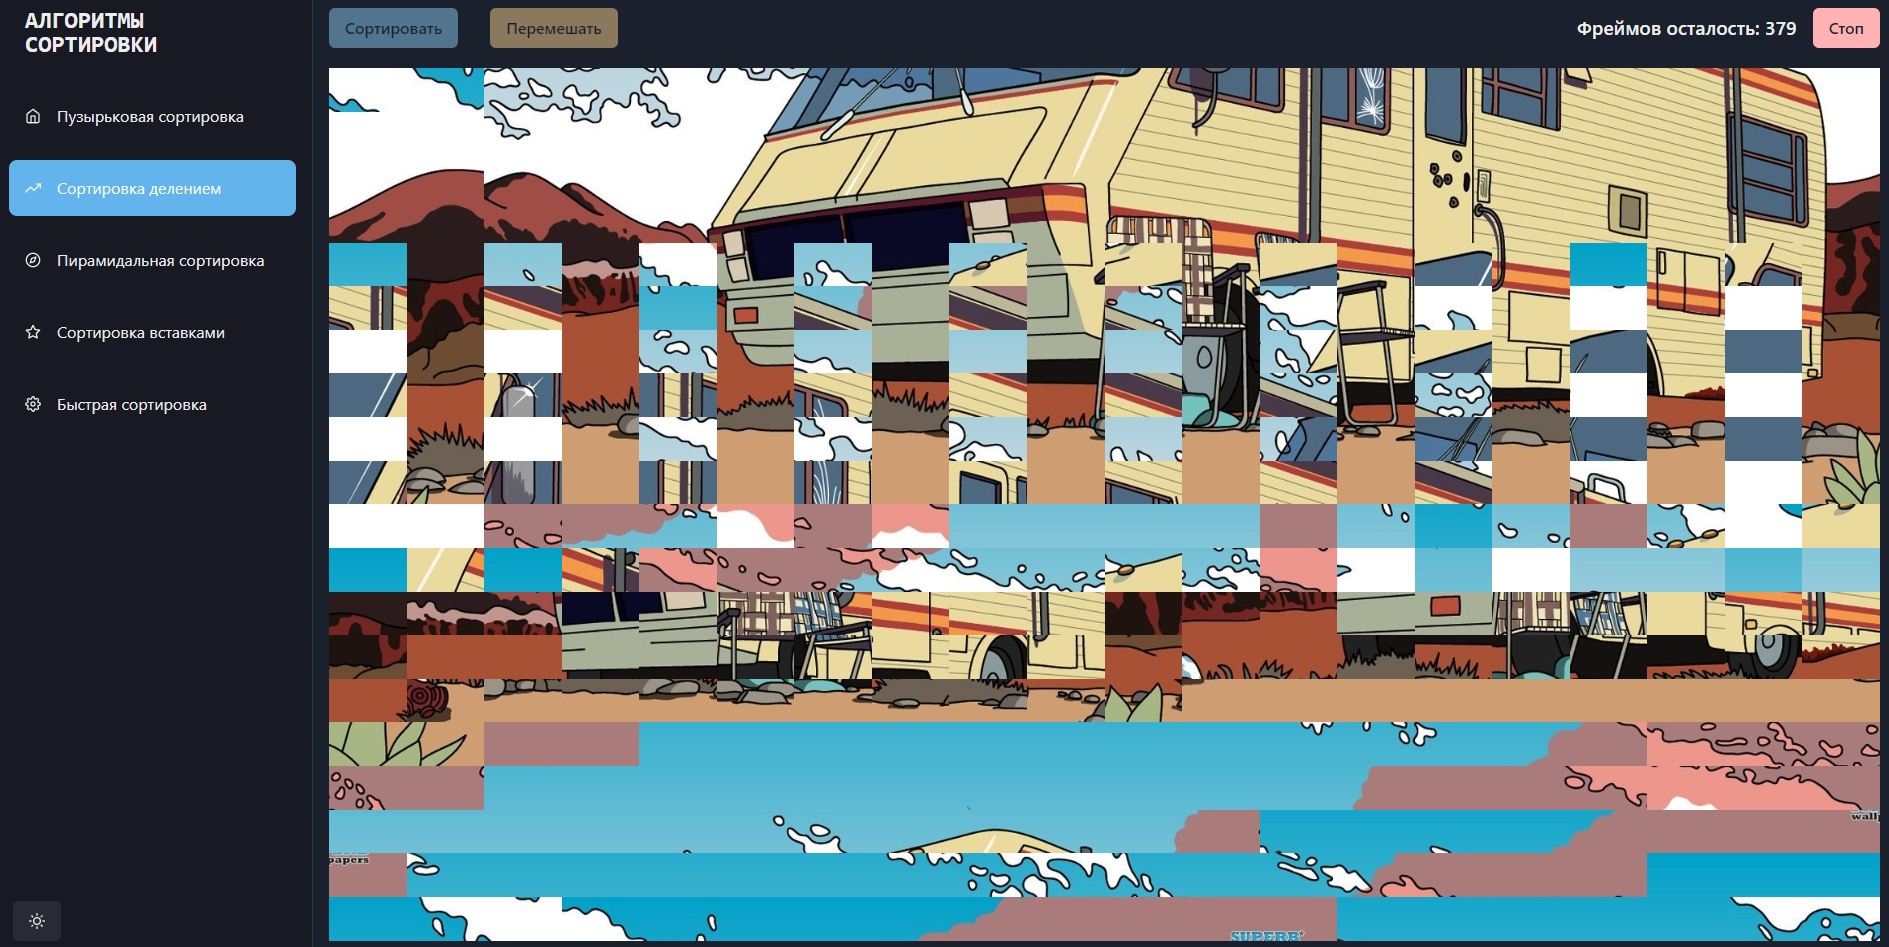 АЛГОРИТМЫ
СОРТИРОВКИ
Сортировать
Перемешать
Фреймов осталость: 379
Стоп
Пузырьковая сортировка
Сортировка делением
Пирамидальная сортировка
Сортировка вставками
Быстрая сортировка
wall
papers
SUPERB